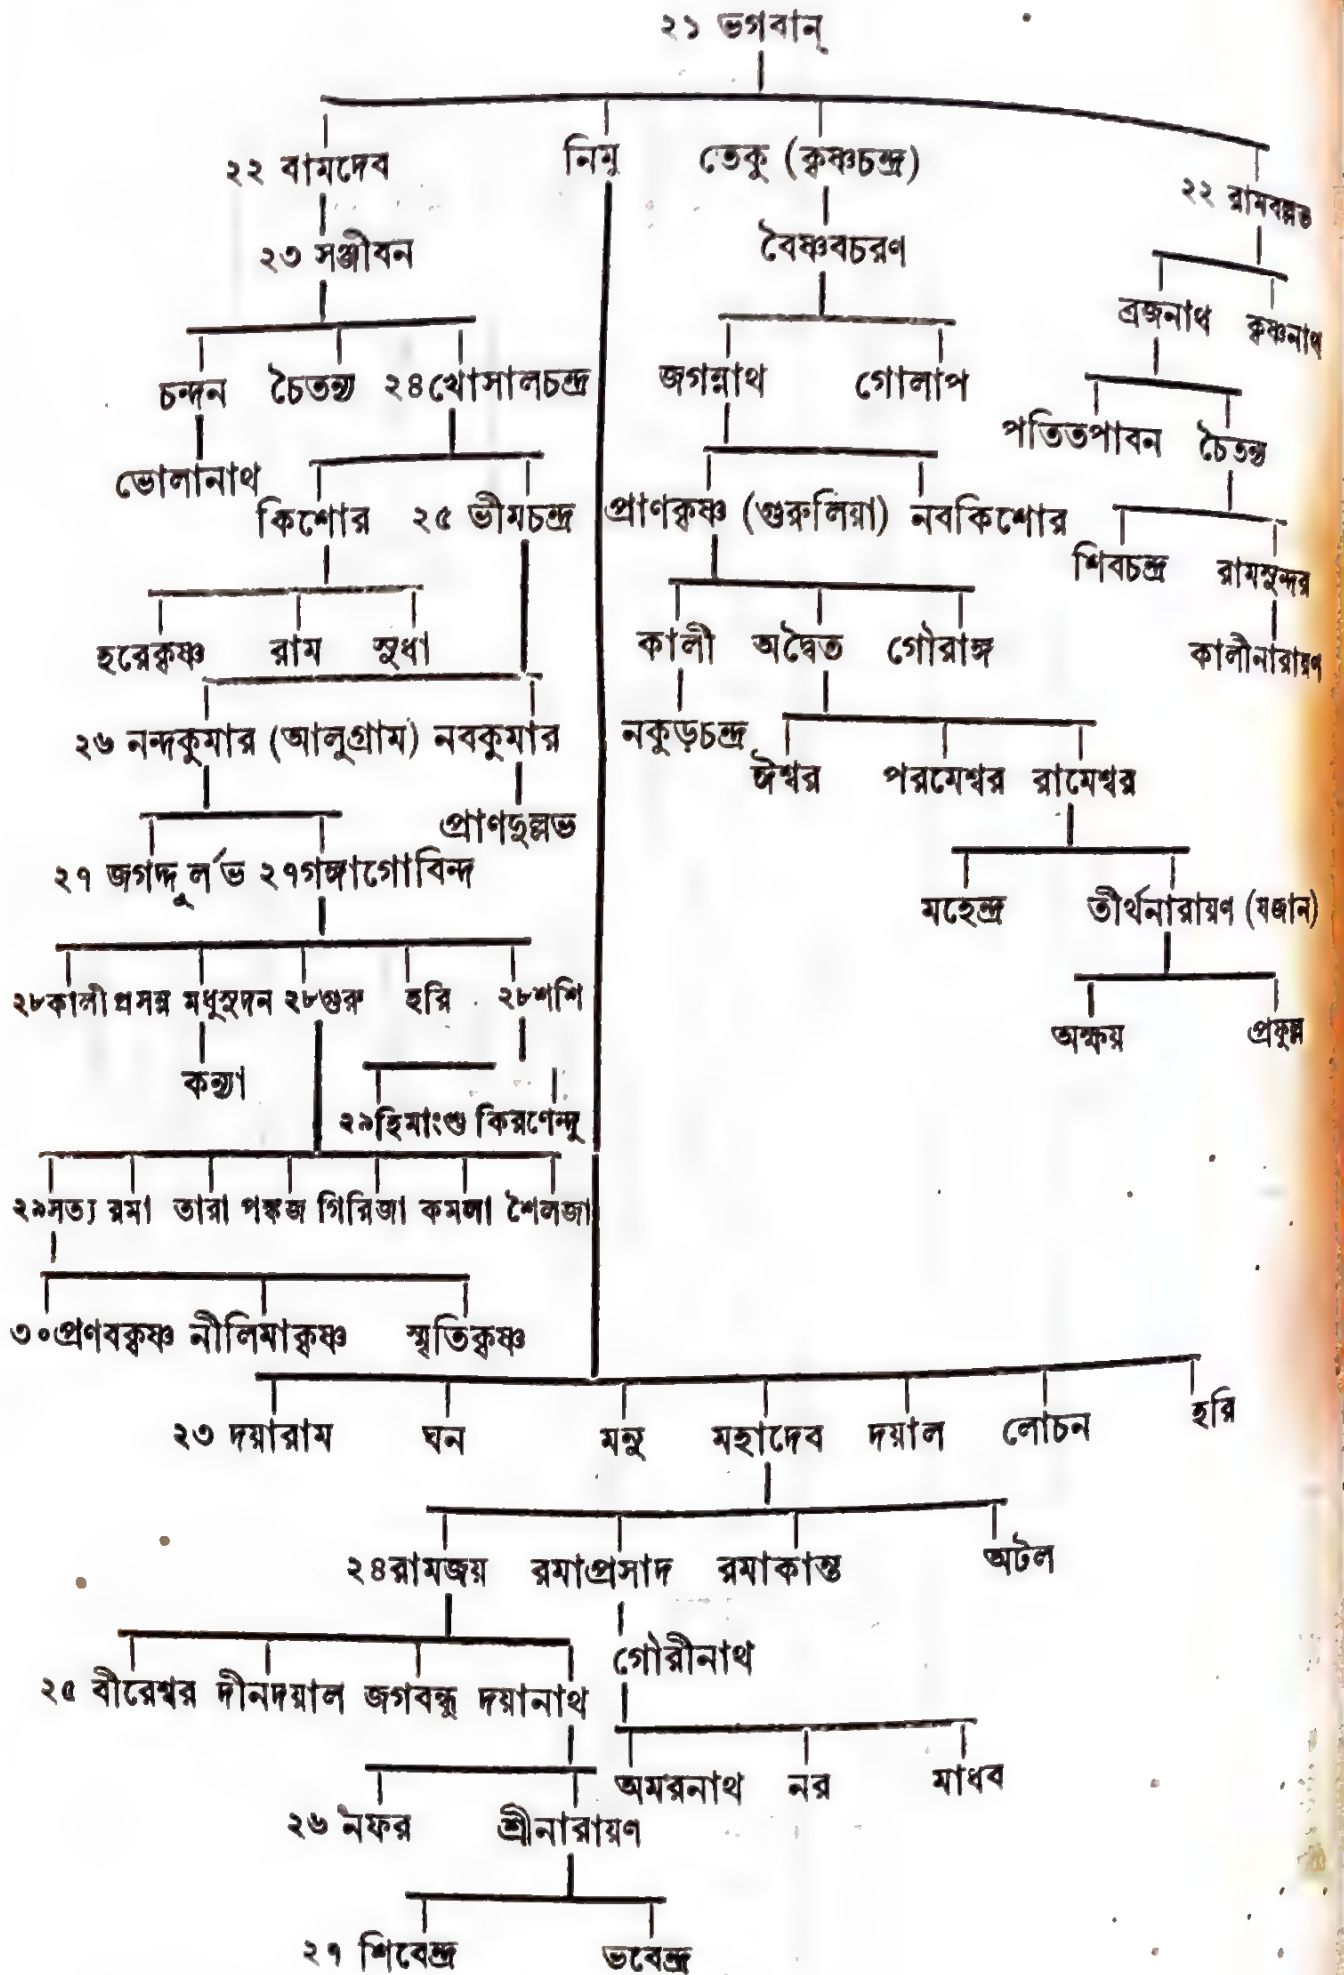 ২১ ভগবান্
২২ বামদেব নিমু তেকু (কৃষ্ণচন্দ্র) ২২ রামবল্লভ
২৩ সঞ্জীবন বৈষ্ণবচরণ
ব্রজনাথ কৃষ্ণনাথ
চন্দন চৈতন্য ২৪খোসালচন্দ্র জগন্নাথ গোলাপ
পতিতপাবন চৈতন্য
ভোলানাথ
কিশোর ২৫ ভীমচন্দ্র প্রাণকৃষ্ণ (গুরুলিয়া) নবকিশোর
শিবচন্দ্র রামসুন্দর
হরেকৃষ্ণ রাম সুধা কালী অদ্বৈত গৌরাঙ্গ কালীনারায়ণ
২৬ নন্দকুমার (আলুগ্রাম) নবকুমার নকুড়চন্দ্র
ঈশ্বর পরমেশ্বর রামেশ্বর
প্রাণদুল্লভ
২৭ জগদ্দুর্লভ ২৭গঙ্গাগোবিন্দ
মহেন্দ্র তীর্থনারায়ণ (যজান)
২৮কালীপ্রসন্ন মধুসূদন ২৮গুরু হরি ২৮শশি
অক্ষয় প্রফুল্ল
কন্যা
২৯হিমাংশু কিরণেন্দু
২৯সত্য রমা তারা পঙ্কজ গিরিজা কমলা শৈলজা
৩০প্রণবকৃষ্ণ নীলিমাকৃষ্ণ স্মৃতিকৃষ্ণ
২৩ দয়ারাম ঘন মনু মহাদেব দয়াল লোচন হরি
২৪রামজয় রমাপ্রসাদ রমাকান্ত অটল
গৌরীনাথ
২৫ বীরেশ্বর দীনদয়াল জগবন্ধু দয়ানাথ
অমরনাথ নর মাধব
২৬ নফর শ্রীনারায়ণ
২৭ শিবেন্দ্র ভবেন্দ্র